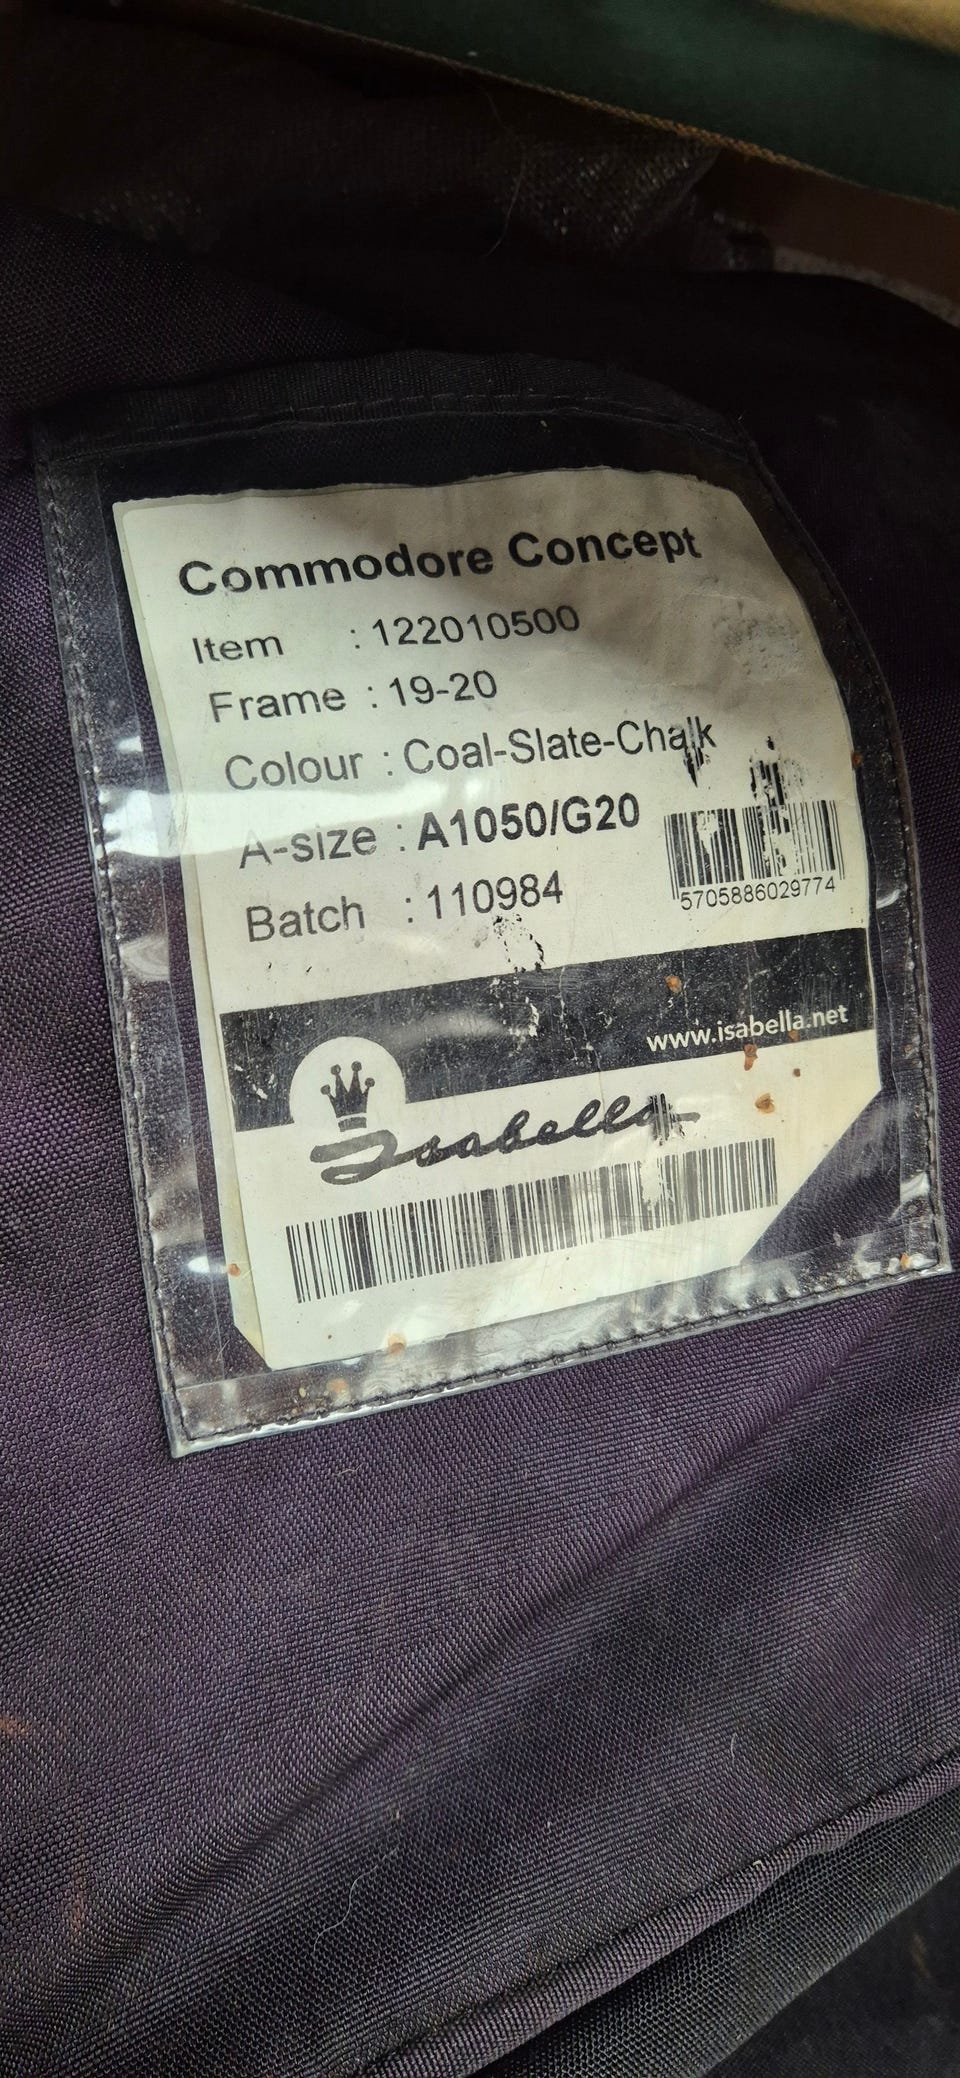 Commodore Concept
Item : 122010500
Frame : 19-20
Colour : Coal-Slate-Chalk
A-size : A1050/G20
Batch : 110984
5705886029774
www.isabella.net
Isabella